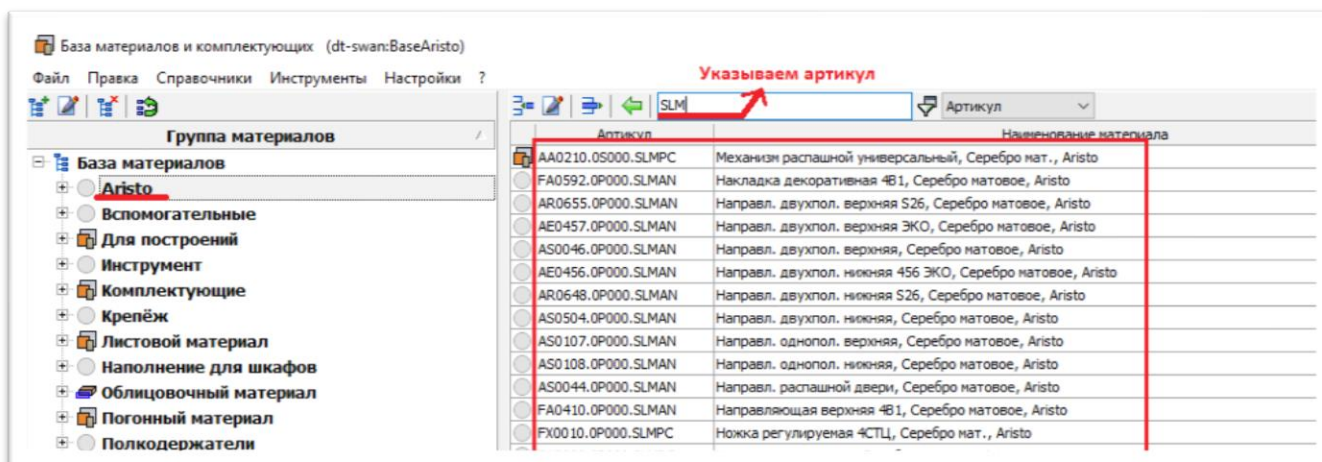 База материалов и комплектующих (dt-swan:BaseAristo)
Файл Правка Справочники Инструменты Настройки ?
Указываем артикул
SLM
Артикул
Группа материалов
База материалов
Aristo
Вспомогательные
Для построений
Инструмент
Комплектующие
Крепёж
Листовой материал
Наполнение для шкафов
Облицовочный материал
Погонный материал
Полкодержатели
Артикул Наименование материала
AA0210.0S000.SLMPC Механизм распашной универсальный, Серебро мат., Aristo
FA0592.0P000.SLMAN Накладка декоративная 4В1, Серебро матовое, Aristo
AR0655.0P000.SLMAN Направл. двухпол. верхняя S26, Серебро матовое, Aristo
AE0457.0P000.SLMAN Направл. двухпол. верхняя ЭКО, Серебро матовое, Aristo
AS0046.0P000.SLMAN Направл. двухпол. верхняя, Серебро матовое, Aristo
AE0456.0P000.SLMAN Направл. двухпол. нижняя 456 ЭКО, Серебро матовое, Aristo
AR0648.0P000.SLMAN Направл. двухпол. нижняя S26, Серебро матовое, Aristo
AS0504.0P000.SLMAN Направл. двухпол. нижняя, Серебро матовое, Aristo
AS0107.0P000.SLMAN Направл. однопол. верхняя, Серебро матовое, Aristo
AS0108.0P000.SLMAN Направл. однопол. нижняя, Серебро матовое, Aristo
AS0044.0P000.SLMAN Направл. распашной двери, Серебро матовое, Aristo
FA0410.0P000.SLMAN Направляющая верхняя 4В1, Серебро матовое, Aristo
FX0010.0P000.SLMPC Ножка регулируемая 4СТЦ, Серебро мат., Aristo